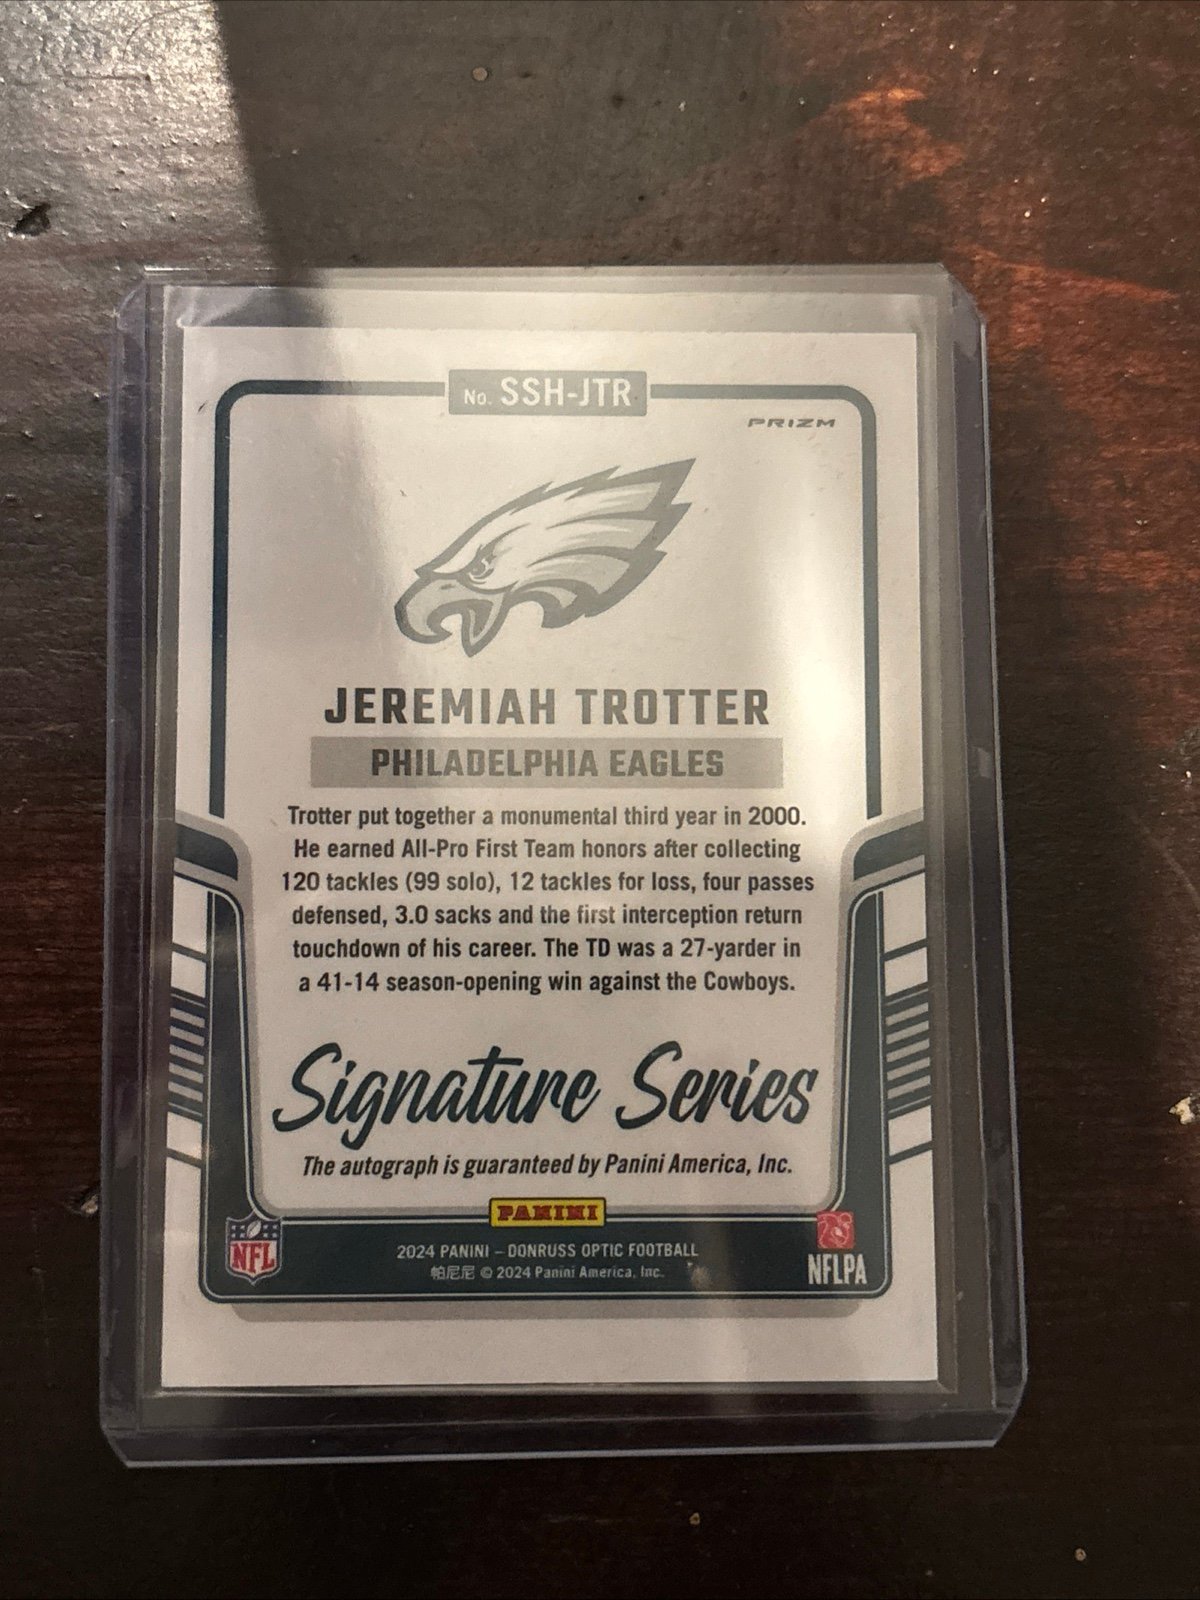 No. SSH-JTR
PRIZM
JEREMIAH TROTTER
PHILADELPHIA EAGLES
Trotter put together a monumental third year in 2000.
He earned All-Pro First Team honors after collecting
120 tackles (99 solo), 12 tackles for loss, four passes
defensed, 3.0 sacks and the first interception return
touchdown of his career. The TD was a 27-yarder in
a 41-14 season-opening win against the Cowboys.
Signature Series
The autograph is guaranteed by Panini America, Inc.
PANINI
NFL
2024 PANINI – DONRUSS OPTIC FOOTBALL
帕尼尼 © 2024 Panini America, Inc.
NFLPA